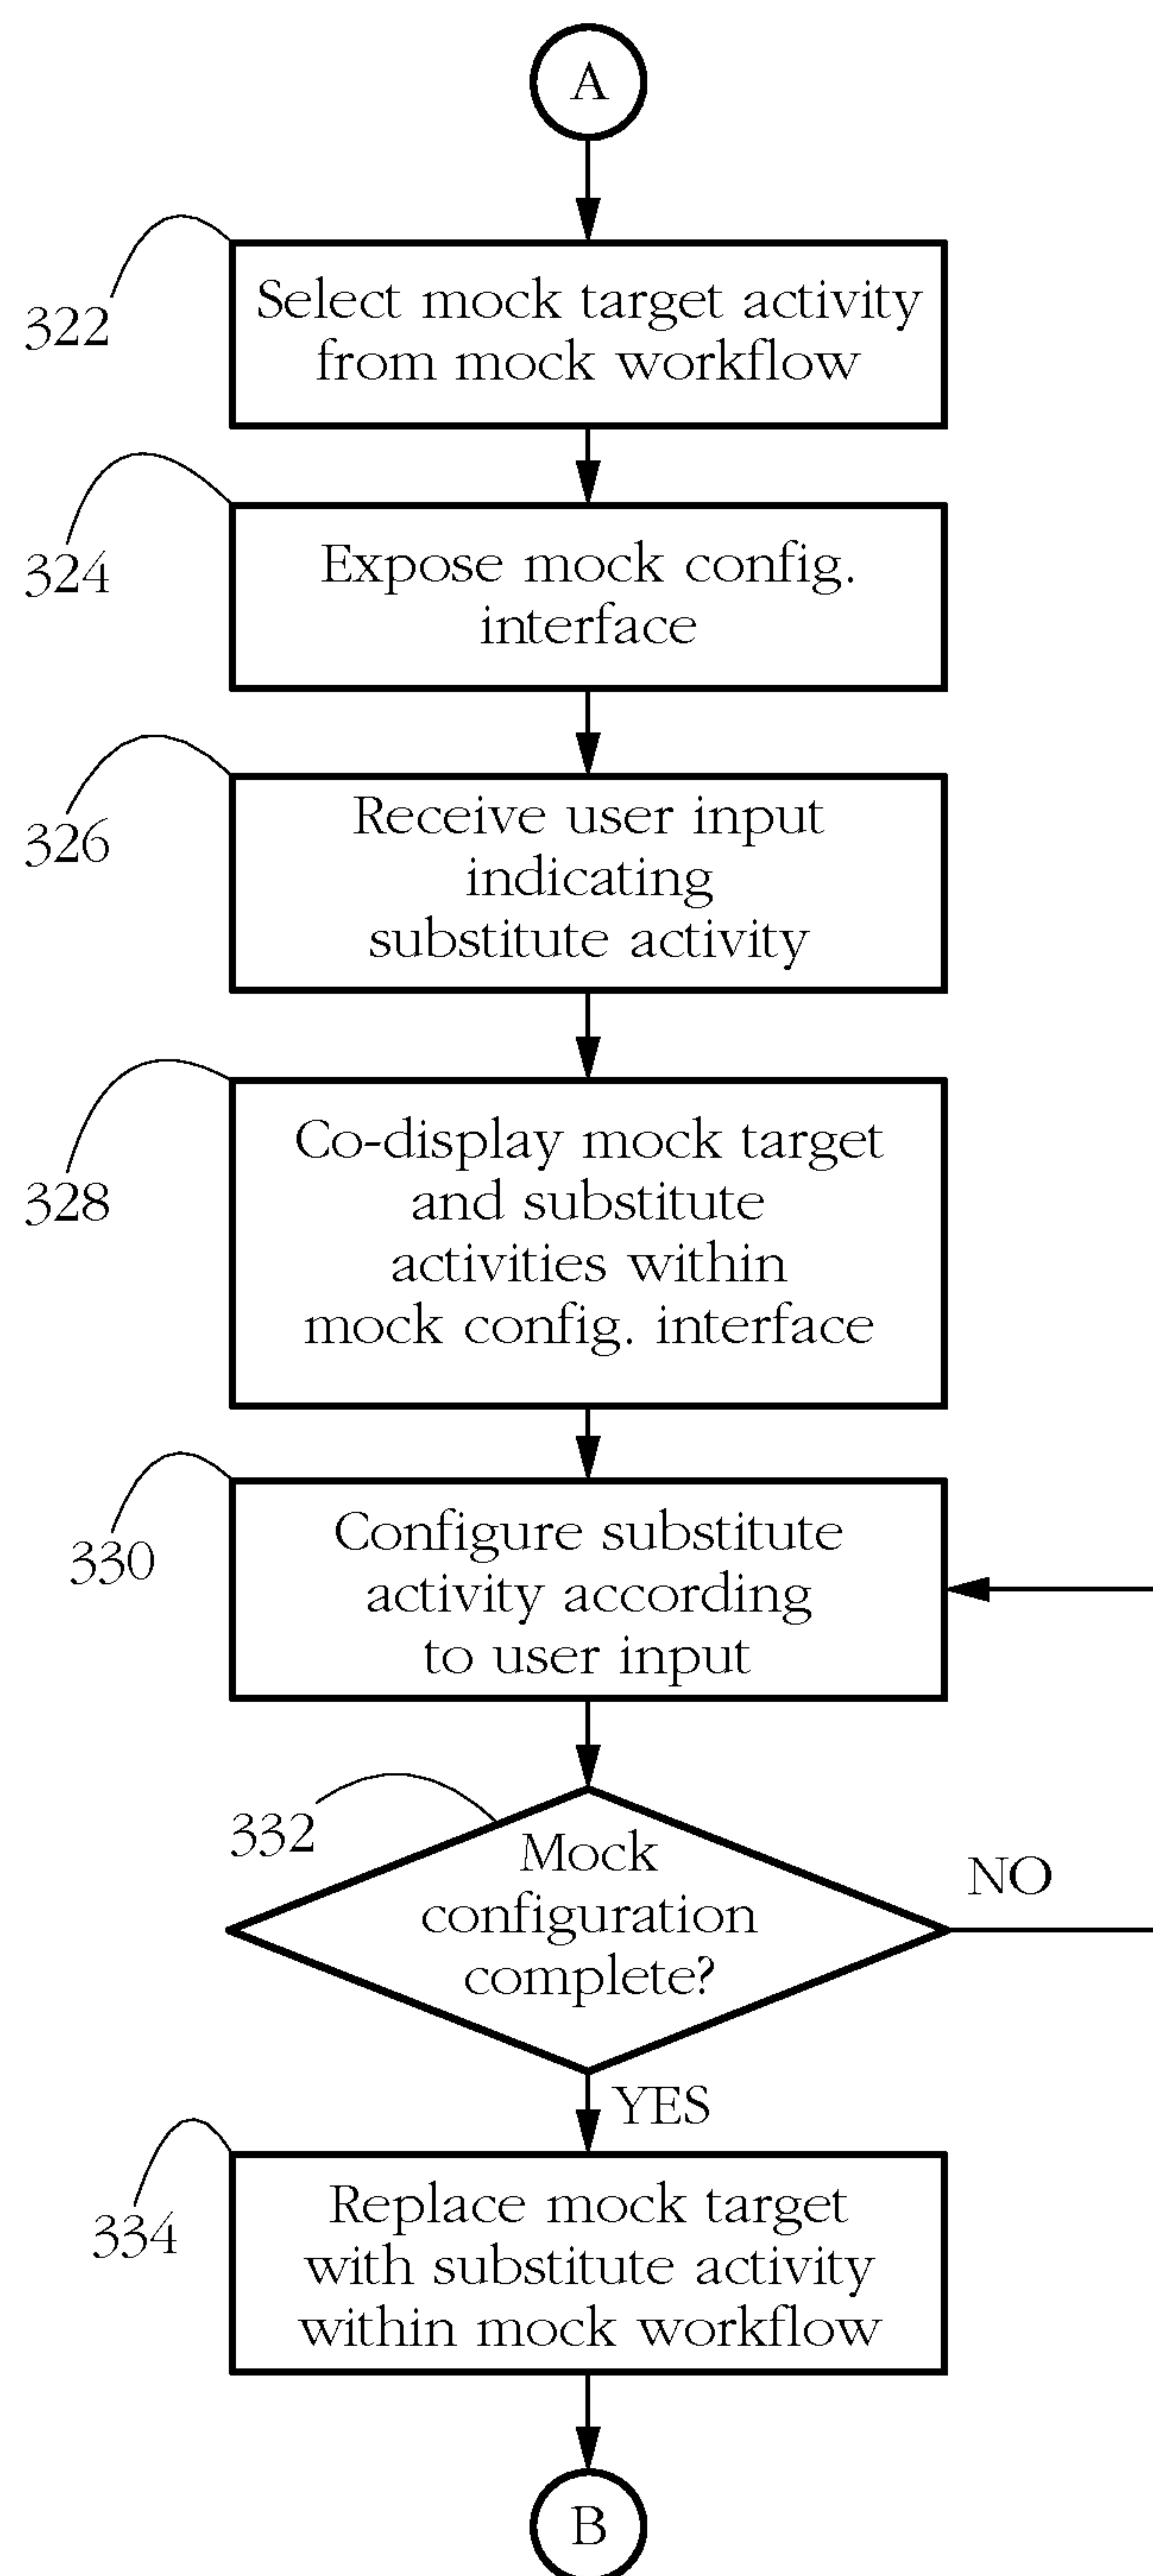 A
322
Select mock target activity
from mock workflow
324
Expose mock config.
interface
326
Receive user input
indicating
substitute activity
328
Co-display mock target
and substitute
activities within
mock config. interface
330
Configure substitute
activity according
to user input
332
Mock
configuration
complete?
NO
YES
334
Replace mock target
with substitute activity
within mock workflow
B